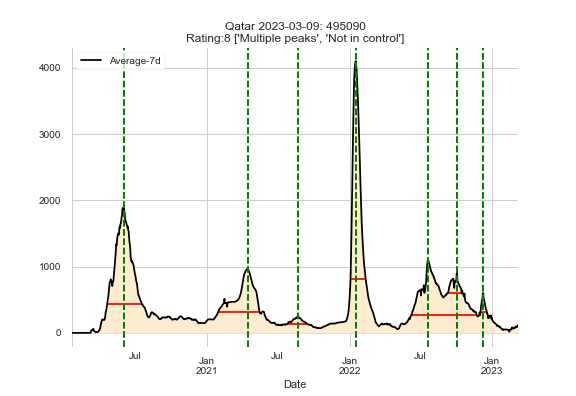 Qatar 2023-03-09: 495090
Rating:8 ['Multiple peaks', 'Not in control']
Average-7d
4000
3000
2000
1000
0
Jul
Jan
2021
Jul
Jan
2022
Jul
Jan
2023
Date